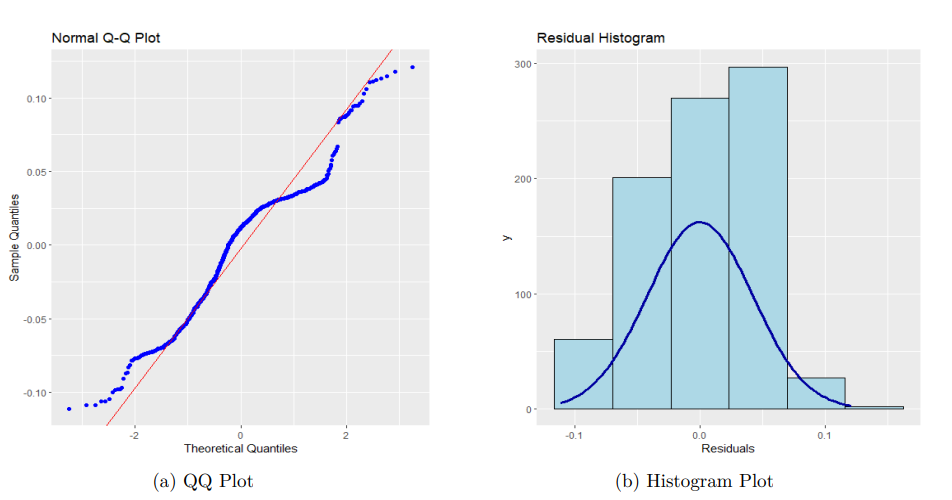 Normal Q-Q Plot
0.10
0.05
0.00
-0.05
-0.10
Sample Quantiles
-2
0
2
Theoretical Quantiles
(a) QQ Plot
Residual Histogram
300
200
100
0
y
-0.1
0.0
0.1
Residuals
(b) Histogram Plot